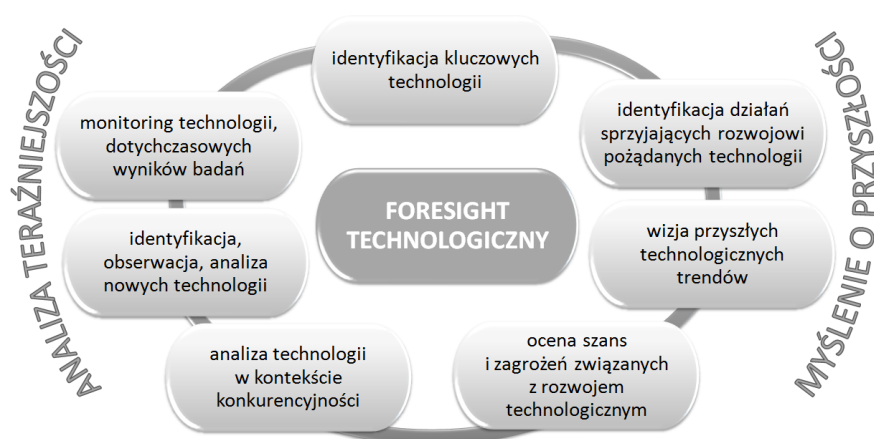 ANALIZA TERAŹNIEJSZOŚCI
MYŚLENIE O PRZYSZŁOŚCI
identyfikacja kluczowych
technologii
monitoring technologii,
dotychczasowych
wyników badań
identyfikacja działań
sprzyjających rozwojowi
pożądanych technologii
FORESIGHT
TECHNOLOGICZNY
identyfikacja,
obserwacja, analiza
nowych technologii
wizja przyszłych
technologicznych
trendów
analiza technologii
w kontekście
konkurencyjności
ocena szans
i zagrożeń związanych
z rozwojem
technologicznym